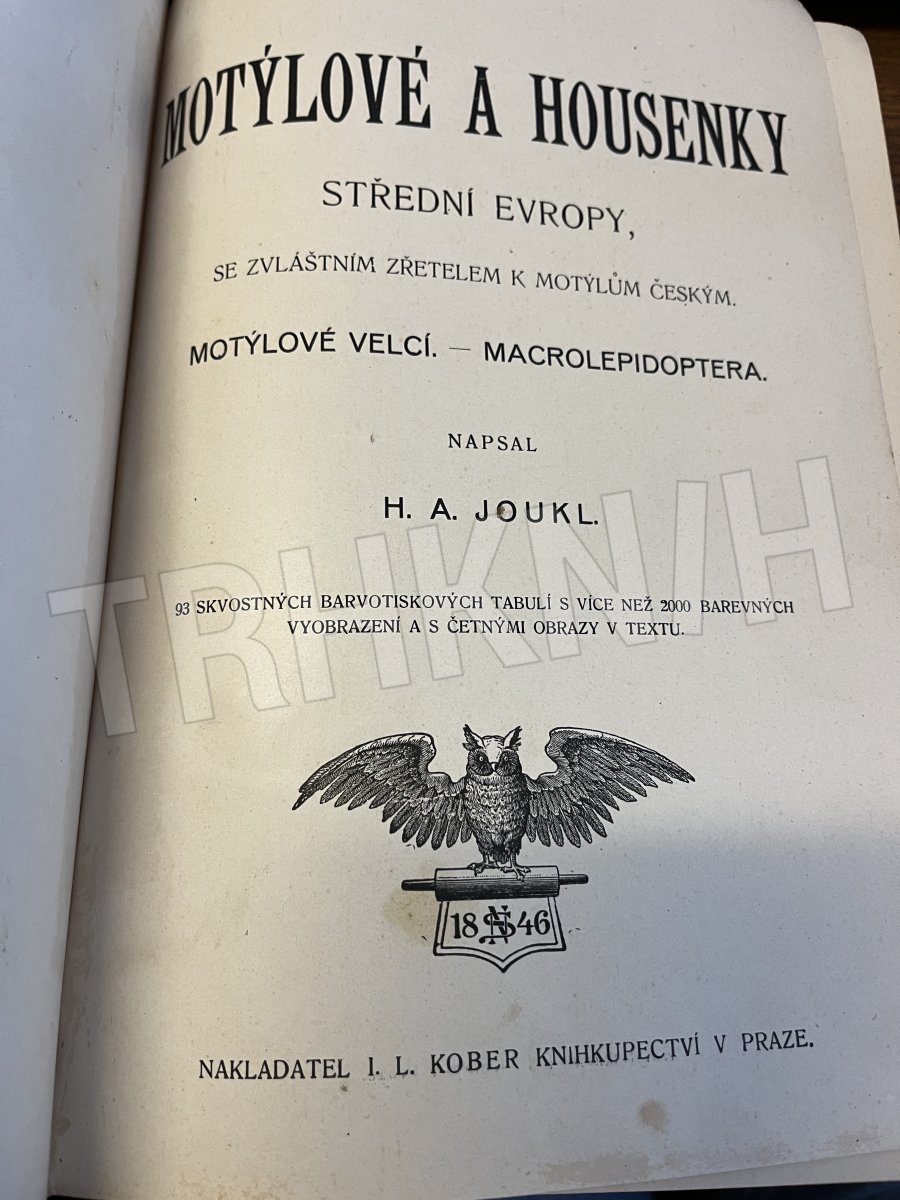 MOTÝLOVÉ A HOUSENKY
STŘEDNÍ EVROPY,
SE ZVLÁŠTNÍM ZŘETELEM K MOTÝLŮM ČESKÝM.
MOTÝLOVÉ VELCÍ. — MACROLEPIDOPTERA.
NAPSAL
H. A. JOUKL.
TRHKNIH
93 SKVOSTNÝCH BARVOTISKOVÝCH TABULÍ S VÍCE NEŽ 2000 BAREVNÝCH
VYOBRAZENÍ A S ČETNÝMI OBRAZY V TEXTU.
18 46
NAKLADATEL I. L. KOBER KNIHKUPECTVÍ V PRAZE.